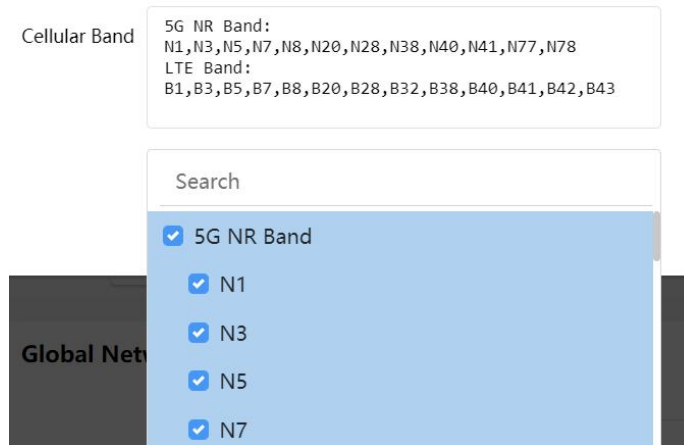 Cellular Band
5G NR Band:
N1,N3,N5,N7,N8,N20,N28,N38,N40,N41,N77,N78
LTE Band:
B1,B3,B5,B7,B8,B20,B28,B32,B38,B40,B41,B42,B43
Search
5G NR Band
N1
N3
Global
N5
N7